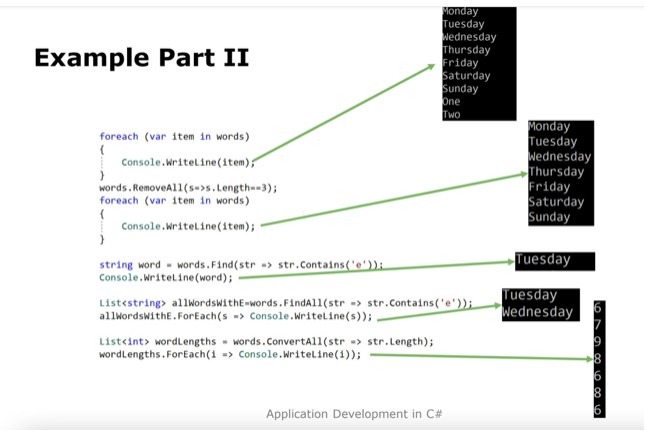 Example Part II
Monday
Tuesday
Wednesday
Thursday
Friday
Saturday
Sunday
One
Two
foreach (var item in words)
{
Console.WriteLine(item);
}
words.RemoveAll(s=>s.Length==3);
foreach (var item in words)
{
Console.WriteLine(item);
}
Monday
Tuesday
Wednesday
Thursday
Friday
Saturday
Sunday
string word = words.Find(str => str.Contains('e'));
Console.WriteLine(word);
Tuesday
List<string> allWordsWithE=words.FindAll(str => str.Contains('e'));
allWordsWithE.ForEach(s => Console.WriteLine(s));
Tuesday
Wednesday
List<int> wordLengths = words.ConvertAll(str => str.Length);
wordLengths.ForEach(i => Console.WriteLine(i));
6
7
9
8
6
8
6
Application Development in C#